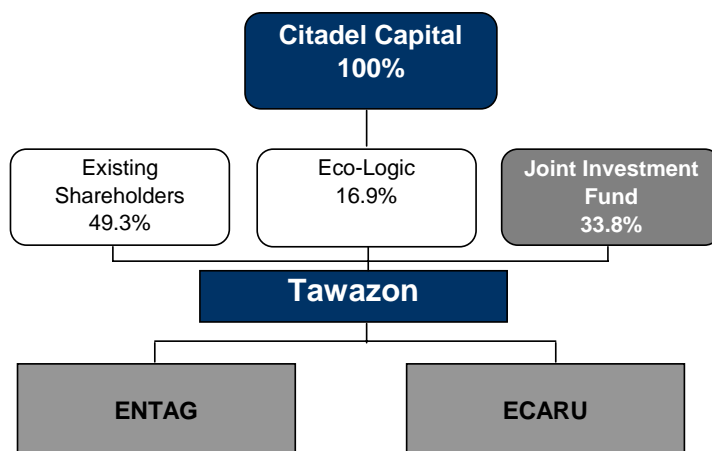 Citadel Capital
100%
Existing
Shareholders
49.3%
Eco-Logic
16.9%
Joint Investment
Fund
33.8%
Tawazon
ENTAG
ECARU